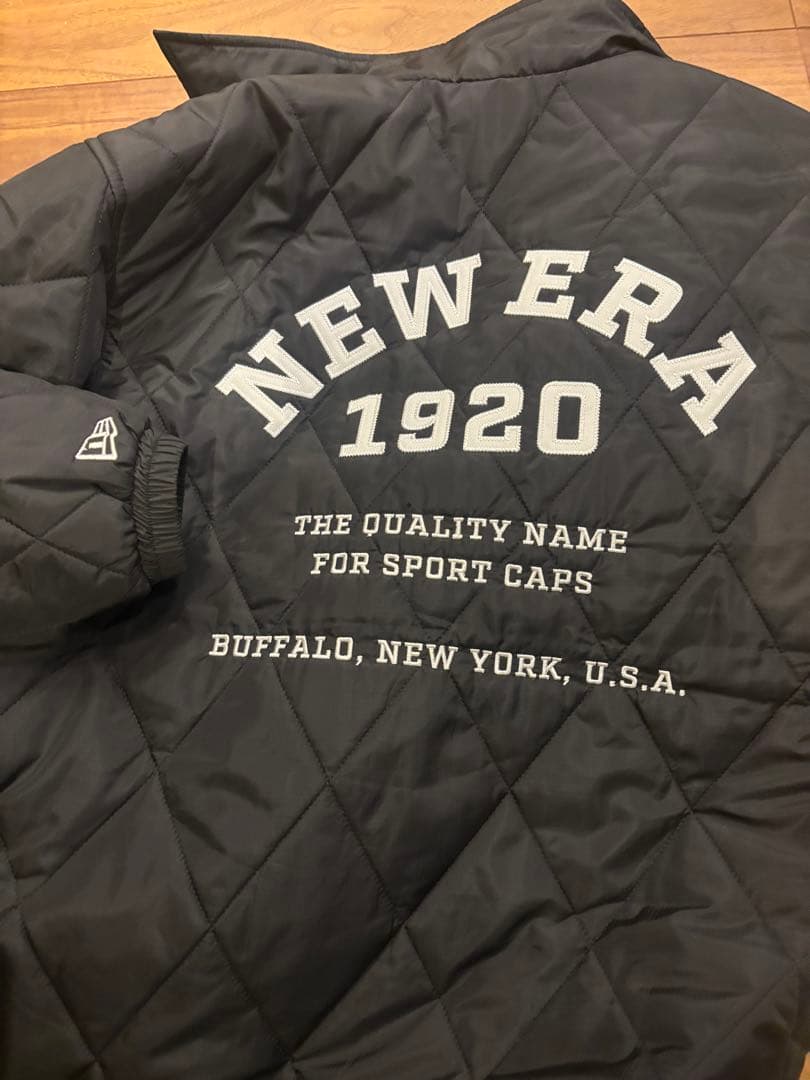 NEW ERA
1920
THE QUALITY NAME
FOR SPORT CAPS
BUFFALO, NEW YORK, U.S.A.